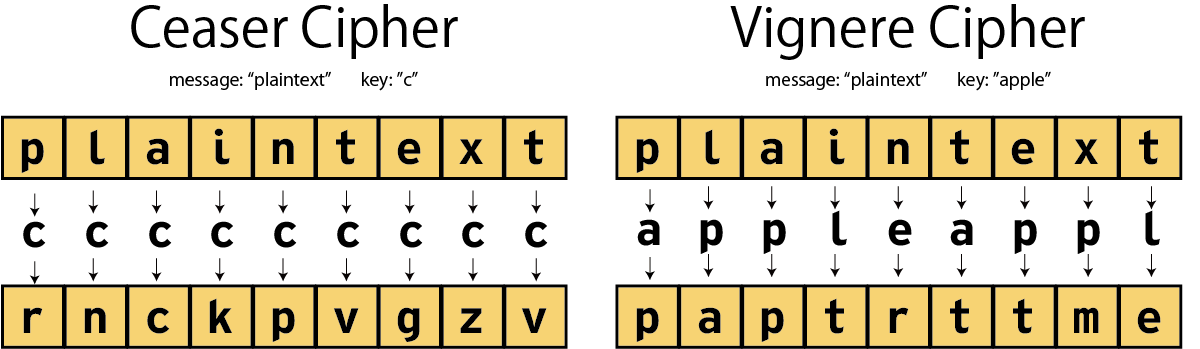 Ceaser Cipher
message: “plaintext” key: ”c”
p l a i n t e x t
c c c c c c c c c
r n c k p v g z v
Vignere Cipher
message: “plaintext” key: ”apple”
p l a i n t e x t
a p p l e a p p l
p a p t r t t m e